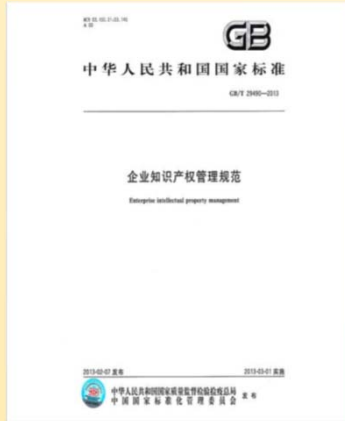 GB
中华人民共和国国家标准
GB/T 29490—2013
企业知识产权管理规范
Enterprise intellectual property management
2013-02-07 发布
2013-03-01 实施
中华人民共和国国家质量监督检验检疫总局
中国国家标准化管理委员会
发布